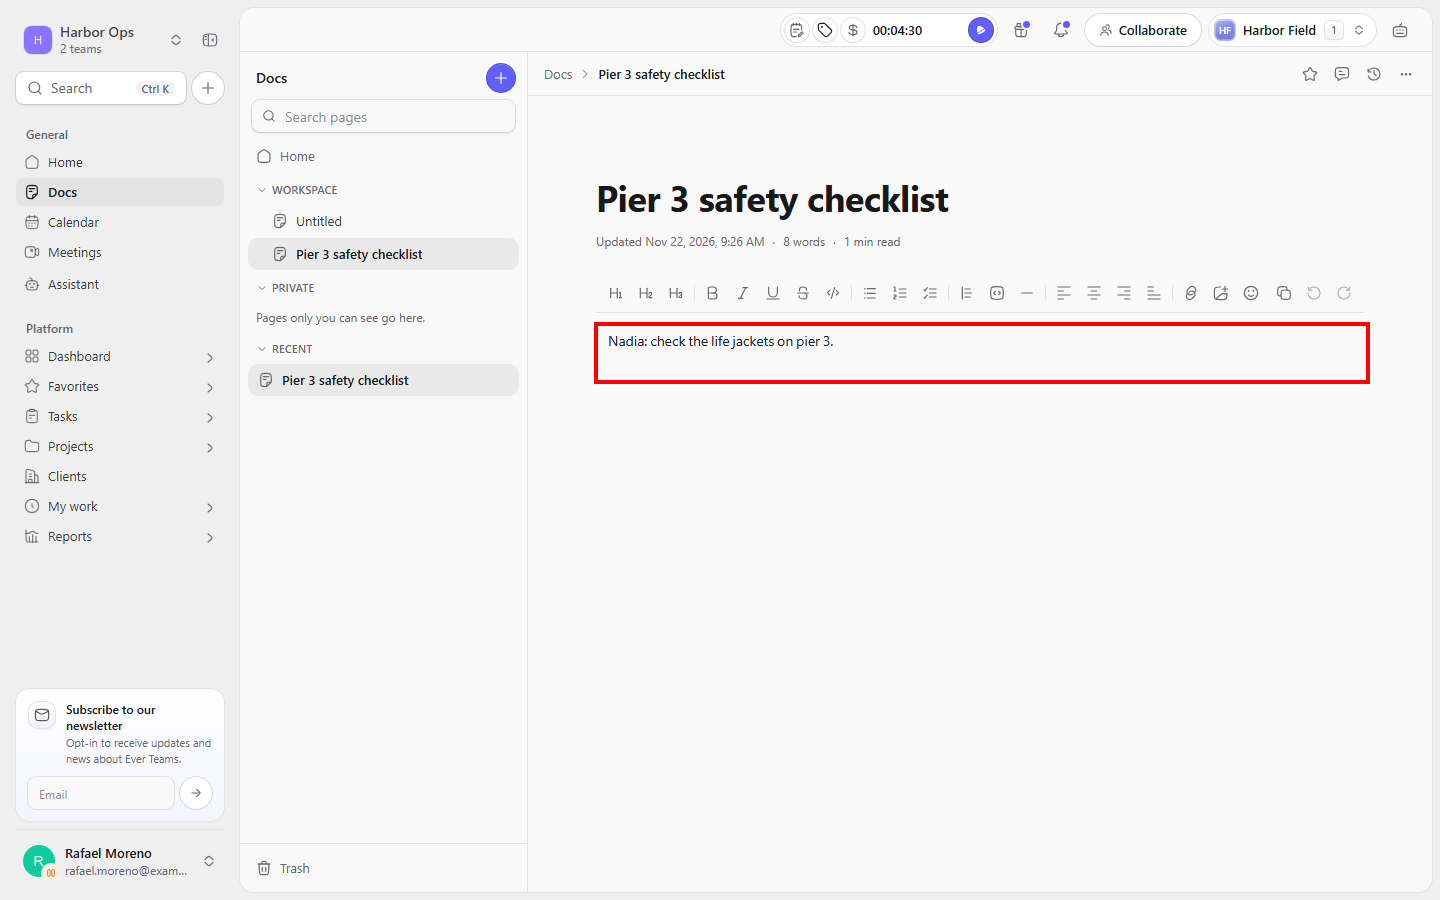 H
Harbor Ops
2 teams
Search
Ctrl K
General
Home
Docs
Calendar
Meetings
Assistant
Platform
Dashboard
Favorites
Tasks
Projects
Clients
My work
Reports
Subscribe to our
newsletter
Opt-in to receive updates and
news about Ever Teams.
Email
R
Rafael Moreno
rafael.moreno@exam...
00:04:30
Collaborate
HF
Harbor Field
1
Docs
Search pages
Home
WORKSPACE
Untitled
Pier 3 safety checklist
PRIVATE
Pages only you can see go here.
RECENT
Pier 3 safety checklist
Trash
Docs > Pier 3 safety checklist
Pier 3 safety checklist
Updated Nov 22, 2026, 9:26 AM · 8 words · 1 min read
H1 H2 H3 B I U S
Nadia: check the life jackets on pier 3.